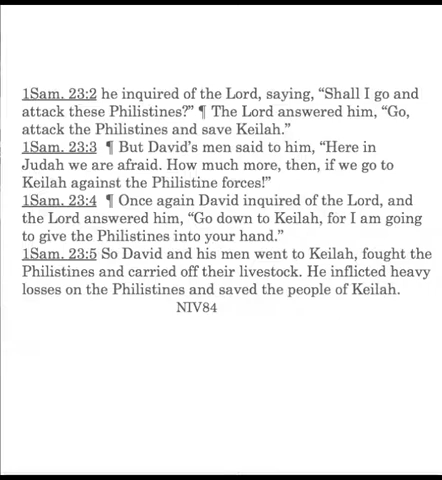 1Sam. 23:2 he inquired of the Lord, saying, “Shall I go and
attack these Philistines?” ¶ The Lord answered him, “Go,
attack the Philistines and save Keilah.”
1Sam. 23:3 ¶ But David’s men said to him, “Here in
Judah we are afraid. How much more, then, if we go to
Keilah against the Philistine forces!”
1Sam. 23:4 ¶ Once again David inquired of the Lord, and
the Lord answered him, “Go down to Keilah, for I am going
to give the Philistines into your hand.”
1Sam. 23:5 So David and his men went to Keilah, fought the
Philistines and carried off their livestock. He inflicted heavy
losses on the Philistines and saved the people of Keilah.
NIV84